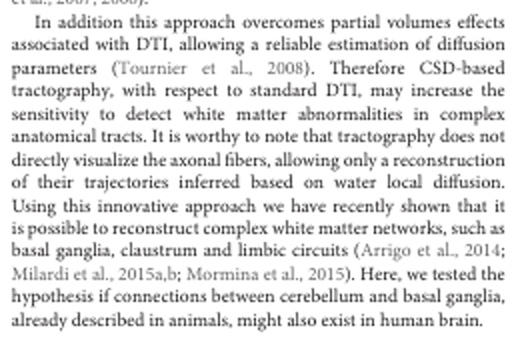 In addition this approach overcomes partial volumes effects
associated with DTI, allowing a reliable estimation of diffusion
parameters (Tournier et al., 2008). Therefore CSD-based
tractography, with respect to standard DTI, may increase the
sensitivity to detect white matter abnormalities in complex
anatomical tracts. It is worthy to note that tractography does not
directly visualize the axonal fibers, allowing only a reconstruction
of their trajectories inferred based on water local diffusion.
Using this innovative approach we have recently shown that it
is possible to reconstruct complex white matter networks, such as
basal ganglia, claustrum and limbic circuits (Arrigo et al., 2014;
Milardi et al., 2015a,b; Mormina et al., 2015). Here, we tested the
hypothesis if connections between cerebellum and basal ganglia,
already described in animals, might also exist in human brain.